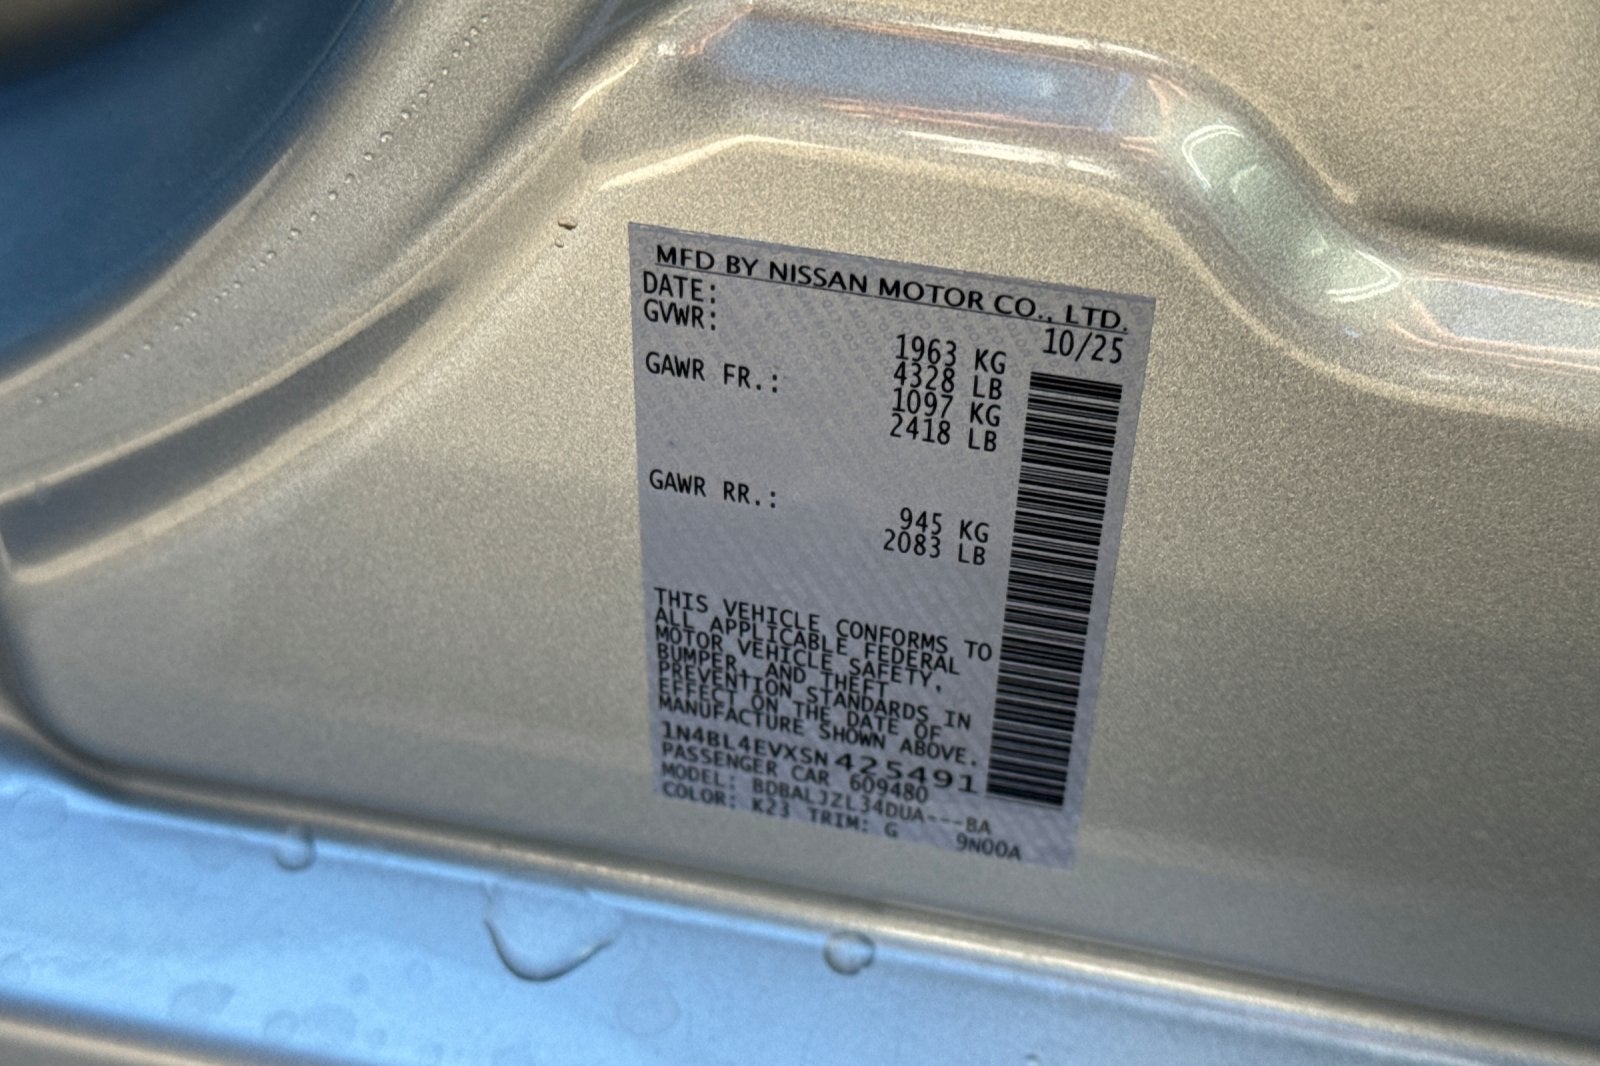 MFD BY NISSAN MOTOR CO., LTD.
DATE: 10/25
GVWR: 1963 KG
4328 LB
GAWR FR.: 1097 KG
2418 LB
GAWR RR.: 945 KG
2083 LB
THIS VEHICLE CONFORMS TO
ALL APPLICABLE FEDERAL
MOTOR VEHICLE SAFETY,
BUMPER, AND THEFT
PREVENTION STANDARDS IN
EFFECT ON THE DATE OF
MANUFACTURE SHOWN ABOVE.
1N4BL4EVXSN425491
PASSENGER CAR 609480
MODEL: BDBALJZL34DUA---BA
COLOR: K23 TRIM: G 9N00A